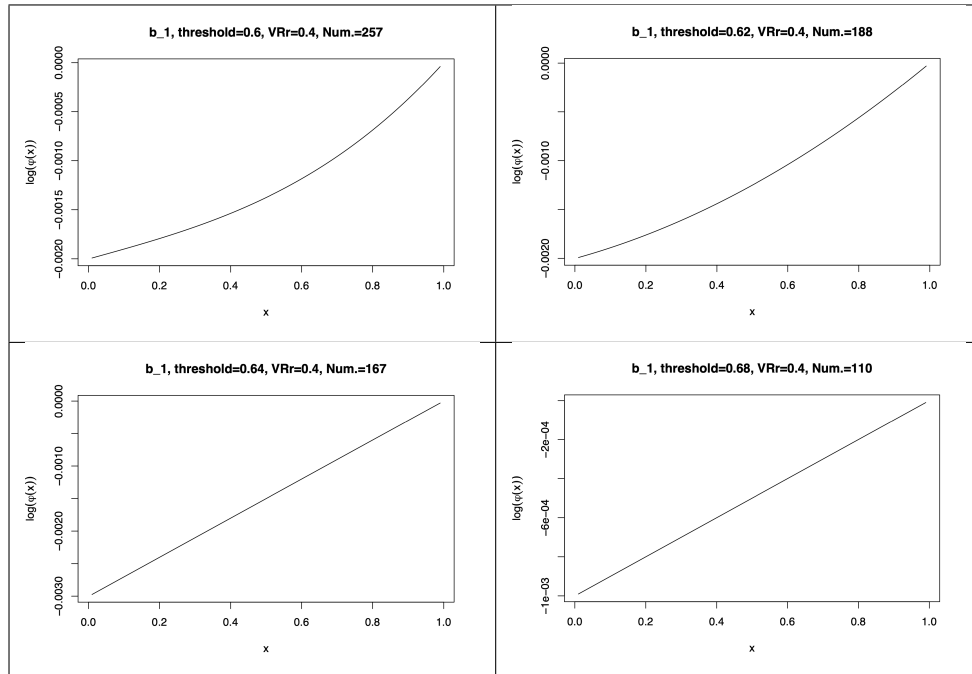 b_1, threshold=0.6, VRr=0.4, Num.=257
log(φ(x))
0.0000
−0.0005
−0.0010
−0.0015
−0.0020
0.0 0.2 0.4 0.6 0.8 1.0
x
b_1, threshold=0.62, VRr=0.4, Num.=188
log(φ(x))
0.0000
−0.0010
−0.0020
0.0 0.2 0.4 0.6 0.8 1.0
x
b_1, threshold=0.64, VRr=0.4, Num.=167
log(φ(x))
0.0000
−0.0010
−0.0020
−0.0030
0.0 0.2 0.4 0.6 0.8 1.0
x
b_1, threshold=0.68, VRr=0.4, Num.=110
log(φ(x))
−2e−04
−6e−04
−1e−03
0.0 0.2 0.4 0.6 0.8 1.0
x